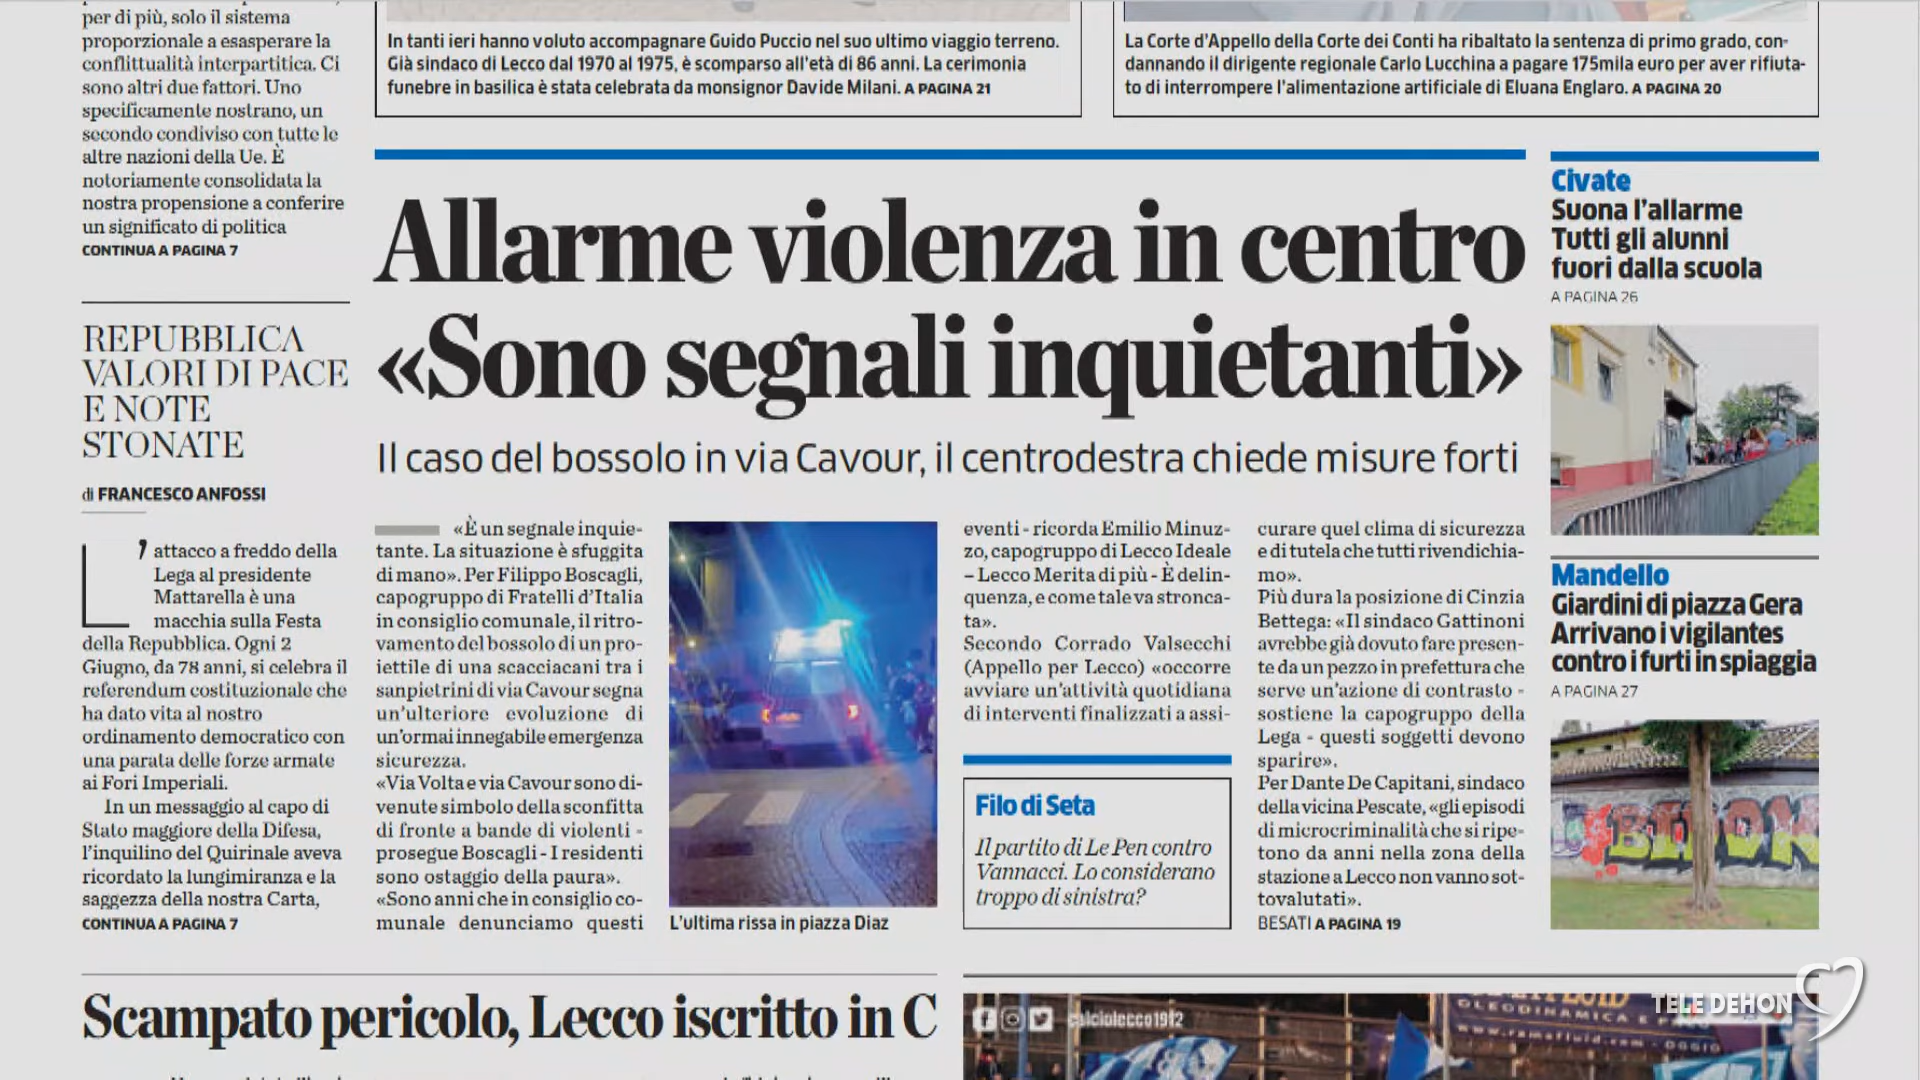 per di più, solo il sistema
proporzionale a esasperare la
conflittualità interpartitica. Ci
sono altri due fattori. Uno
specificamente nostrano, un
secondo condiviso con tutte le
altre nazioni della Ue. È
notoriamente consolidata la
nostra propensione a conferire
un significato di politica
CONTINUA A PAGINA 7
REPUBBLICA
VALORI DI PACE
E NOTE
STONATE
di FRANCESCO ANFOSSI
L’attacco a freddo della
Lega al presidente
Mattarella è una
macchia sulla Festa
della Repubblica. Ogni 2
Giugno, da 78 anni, si celebra il
referendum costituzionale che
ha dato vita al nostro
ordinamento democratico con
una parata delle forze armate
ai Fori Imperiali.
In un messaggio al capo di
Stato maggiore della Difesa,
l’inquilino del Quirinale aveva
ricordato la lungimiranza e la
saggezza della nostra Carta,
CONTINUA A PAGINA 7
In tanti ieri hanno voluto accompagnare Guido Puccio nel suo ultimo viaggio terreno.
Già sindaco di Lecco dal 1970 al 1975, è scomparso all’età di 86 anni. La cerimonia
funebre in basilica è stata celebrata da monsignor Davide Milani. A PAGINA 21
La Corte d’Appello della Corte dei Conti ha ribaltato la sentenza di primo grado, con-
dannando il dirigente regionale Carlo Lucchina a pagare 175mila euro per aver rifiuta-
to di interrompere l’alimentazione artificiale di Eluana Englaro. A PAGINA 20
Allarme violenza in centro
«Sono segnali inquietanti»
Il caso del bossolo in via Cavour, il centrodestra chiede misure forti
«È un segnale inquie-
tante. La situazione è sfuggita
di mano». Per Filippo Boscagli,
capogruppo di Fratelli d’Italia
in consiglio comunale, il ritro-
vamento del bossolo di un pro-
iettile di una scacciacani tra i
sanpietrini di via Cavour segna
un’ulteriore evoluzione di
un’ormai innegabile emergenza
sicurezza.
«Via Volta e via Cavour sono di-
venute simbolo della sconfitta
di fronte a bande di violenti -
prosegue Boscagli - I residenti
sono ostaggio della paura».
«Sono anni che in consiglio co-
munale denunciamo questi
L’ultima rissa in piazza Diaz
eventi - ricorda Emilio Minuz-
zo, capogruppo di Lecco Ideale
– Lecco Merita di più - È delin-
quenza, e come tale va stronca-
ta».
Secondo Corrado Valsecchi
(Appello per Lecco) «occorre
avviare un’attività quotidiana
di interventi finalizzati a assi-
Filo di Seta
Il partito di Le Pen contro
Vannacci. Lo considerano
troppo di sinistra?
curare quel clima di sicurezza
e di tutela che tutti rivendichia-
mo».
Più dura la posizione di Cinzia
Bettega: «Il sindaco Gattinoni
avrebbe già dovuto fare presen-
te da un pezzo in prefettura che
serve un’azione di contrasto -
sostiene la capogruppo della
Lega - questi soggetti devono
sparire».
Per Dante De Capitani, sindaco
della vicina Pescate, «gli episodi
di microcriminalità che si ripe-
tono da anni nella zona della
stazione a Lecco non vanno sot-
tovalutati».
BESATI A PAGINA 19
Civate
Suona l’allarme
Tutti gli alunni
fuori dalla scuola
A PAGINA 26
Mandello
Giardini di piazza Gera
Arrivano i vigilantes
contro i furti in spiaggia
A PAGINA 27
Scampato pericolo, Lecco iscritto in C
calciolecco1912
OLEODINAMICA E
TELE DEHON